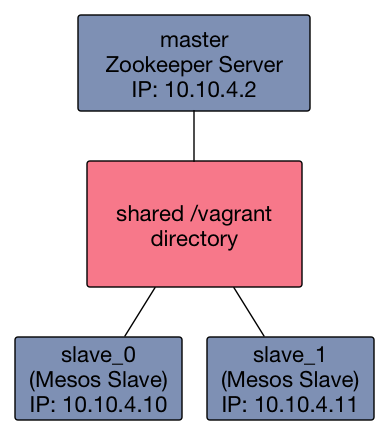 master
Zookeeper Server
IP: 10.10.4.2
shared /vagrant
directory
slave_0
(Mesos Slave)
IP: 10.10.4.10
slave_1
(Mesos Slave)
IP: 10.10.4.11